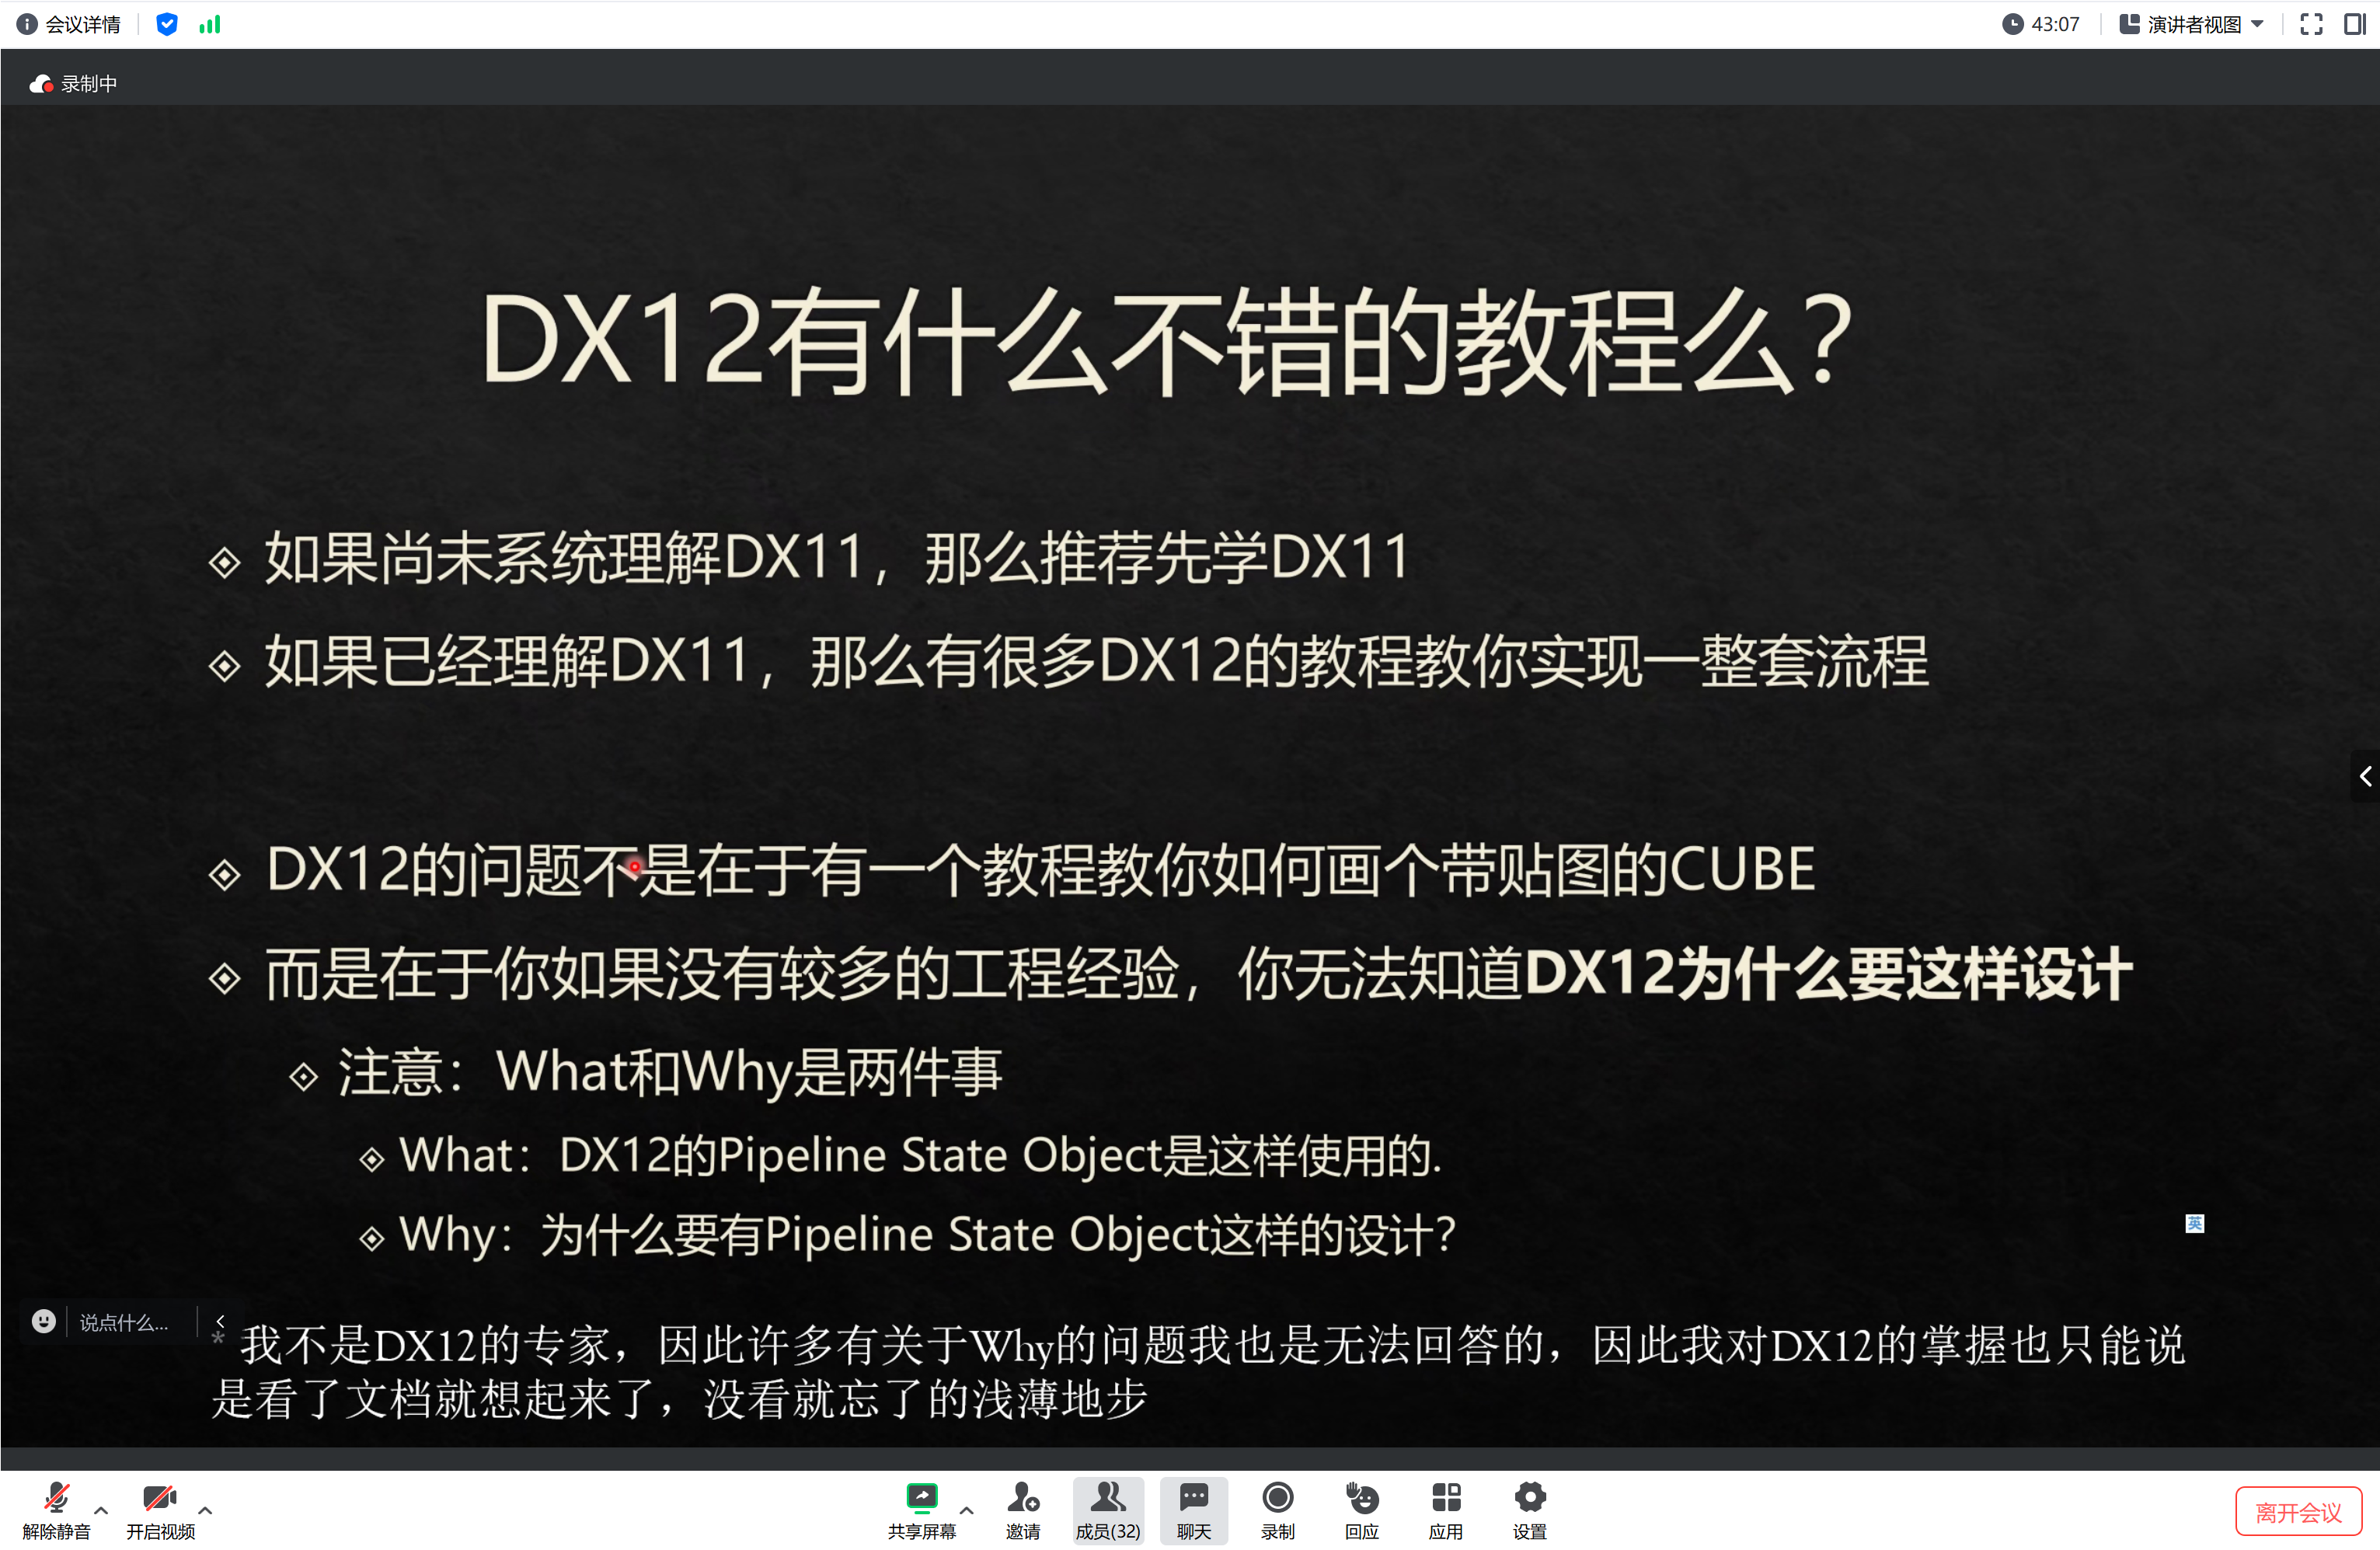 会议详情
43:07
演讲者视图
录制中
DX12有什么不错的教程么？
如果尚未系统理解DX11，那么推荐先学DX11
如果已经理解DX11，那么有很多DX12的教程教你实现一整套流程
DX12的问题不是在于有一个教程教你如何画个带贴图的CUBE
而是在于你如果没有较多的工程经验，你无法知道DX12为什么要这样设计
注意：What和Why是两件事
What：DX12的Pipeline State Object是这样使用的.
Why：为什么要有Pipeline State Object这样的设计？
英
说点什么...
* 我不是DX12的专家，因此许多有关于Why的问题我也是无法回答的，因此我对DX12的掌握也只能说
是看了文档就想起来了，没看就忘了的浅薄地步
解除静音
开启视频
共享屏幕
邀请
成员(32)
聊天
录制
回应
应用
设置
离开会议